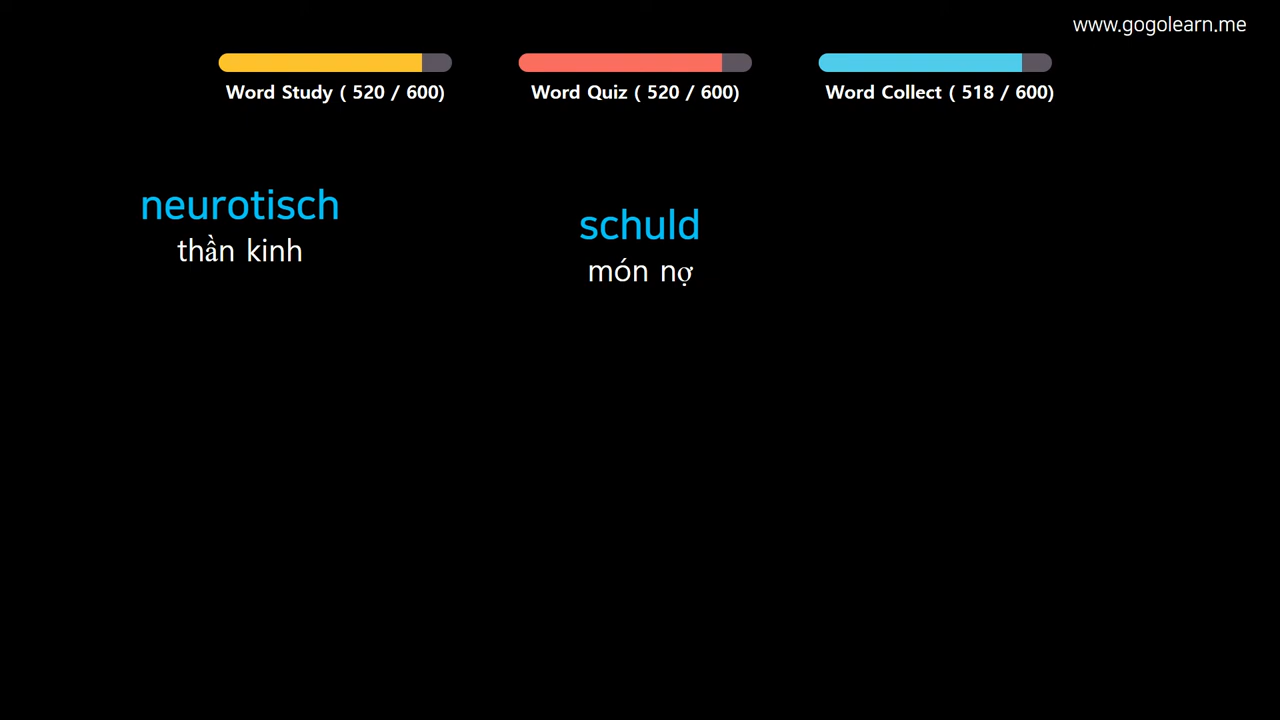 www.gogolearn.me
Word Study ( 520 / 600)
Word Quiz ( 520 / 600)
Word Collect ( 518 / 600)
neurotisch
thần kinh
schuld
món nợ